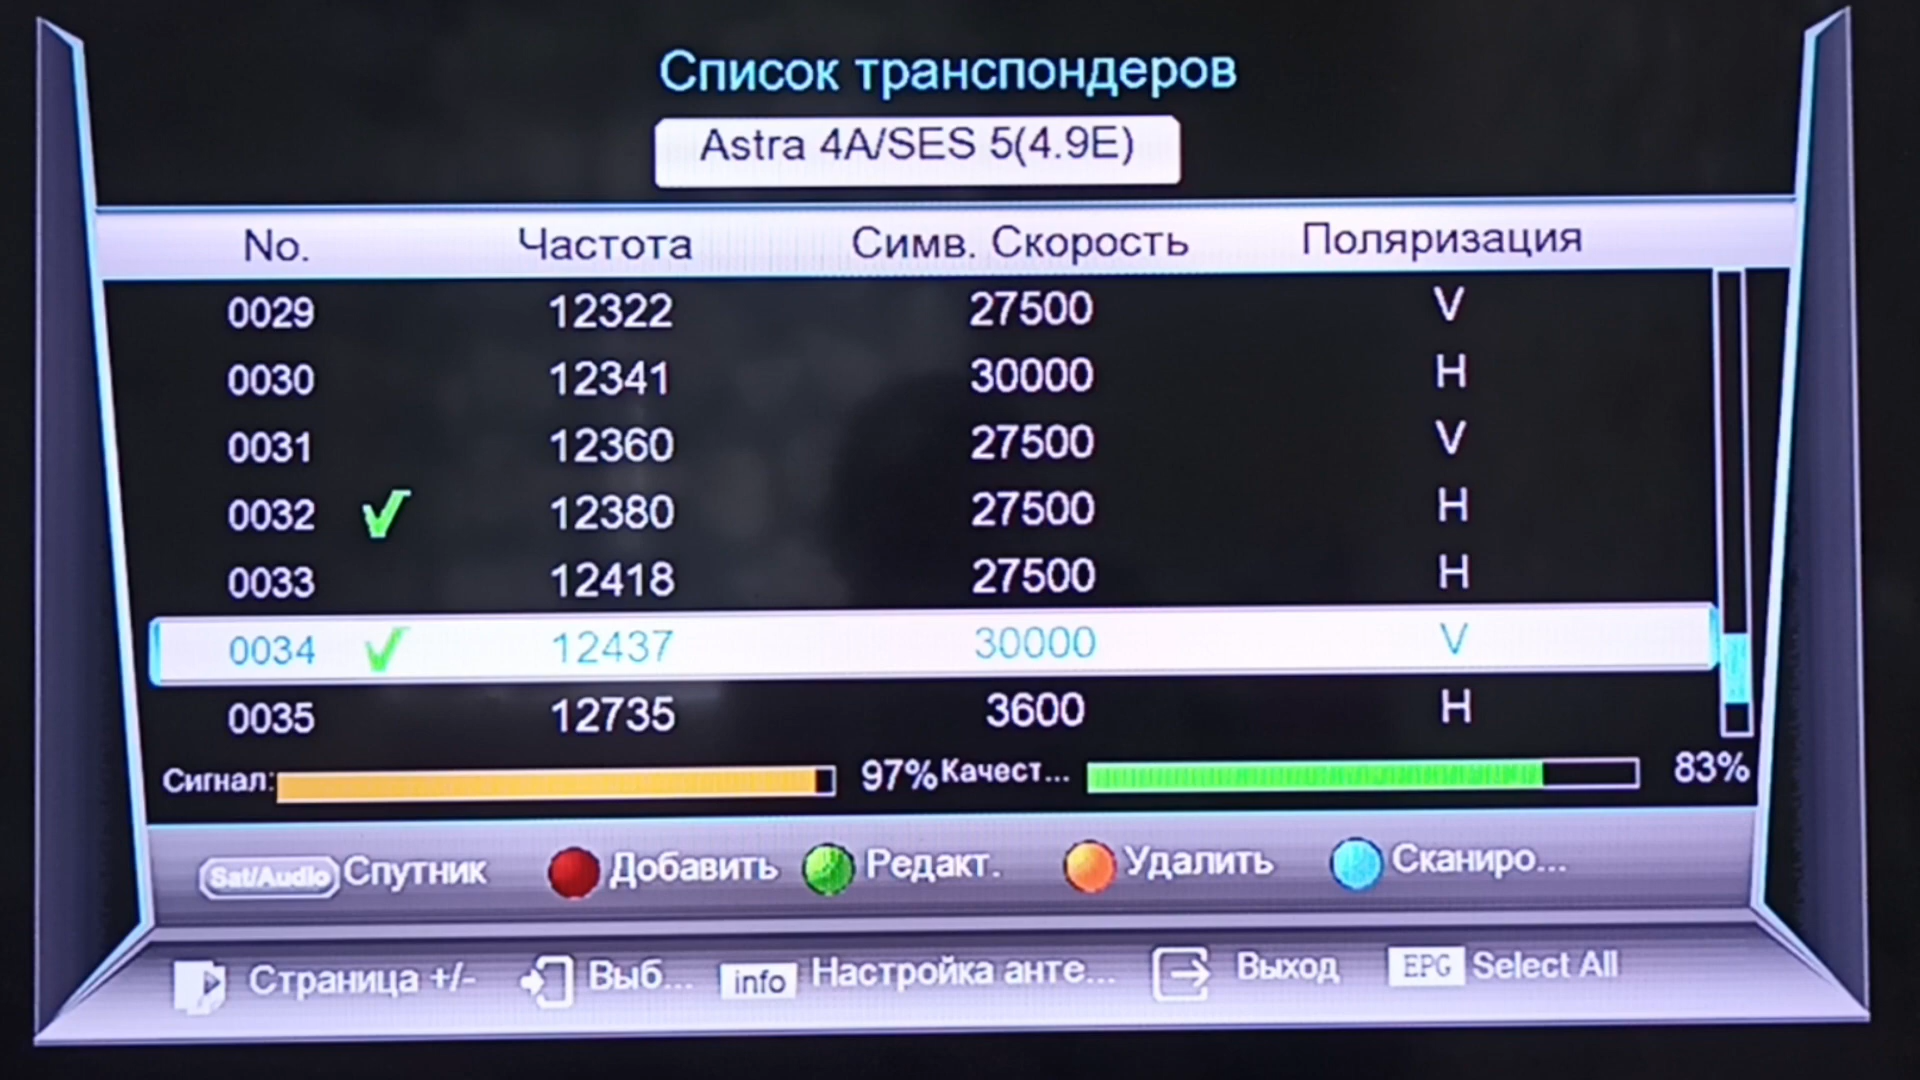 Список транспондеров
Astra 4A/SES 5(4.9E)
No. Частота Симв. Скорость Поляризация
0029 12322 27500 V
0030 12341 30000 H
0031 12360 27500 V
0032 12380 27500 H
0033 12418 27500 H
0034 12437 30000 V
0035 12735 3600 H
Сигнал: 97% Качест... 83%
Sat/Audio Спутник Добавить Редакт. Удалить Сканиро...
Страница +/- Выб... info Настройка анте... Выход EPG Select All